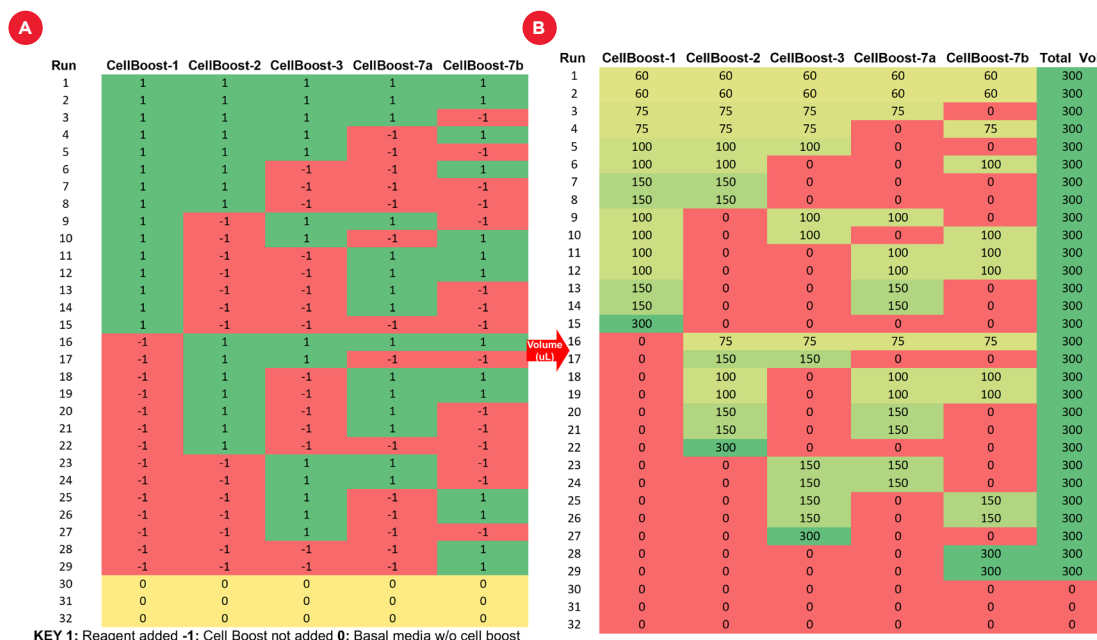 A
Run CellBoost-1 CellBoost-2 CellBoost-3 CellBoost-7a CellBoost-7b
1 1 1 1 1 1
2 1 1 1 1 1
3 1 1 1 1 -1
4 1 1 1 -1 1
5 1 1 1 -1 -1
6 1 1 -1 -1 1
7 1 1 -1 -1 -1
8 1 1 -1 -1 -1
9 1 -1 1 1 -1
10 1 -1 1 -1 1
11 1 -1 -1 1 1
12 1 -1 -1 1 1
13 1 -1 -1 1 -1
14 1 -1 -1 1 -1
15 1 -1 -1 -1 -1
16 -1 1 1 1 1
17 -1 1 1 -1 -1
18 -1 1 -1 1 1
19 -1 1 -1 1 1
20 -1 1 -1 1 -1
21 -1 1 -1 1 -1
22 -1 1 -1 -1 -1
23 -1 -1 1 1 -1
24 -1 -1 1 1 -1
25 -1 -1 1 -1 1
26 -1 -1 1 -1 1
27 -1 -1 1 -1 -1
28 -1 -1 -1 -1 1
29 -1 -1 -1 -1 1
30 0 0 0 0 0
31 0 0 0 0 0
32 0 0 0 0 0
KEY 1: Reagent added -1: Cell Boost not added 0: Basal media w/o cell boost
Volume
(uL)
B
Run CellBoost-1 CellBoost-2 CellBoost-3 CellBoost-7a CellBoost-7b Total Vol
1 60 60 60 60 60 300
2 60 60 60 60 60 300
3 75 75 75 75 0 300
4 75 75 75 0 75 300
5 100 100 100 0 0 300
6 100 100 0 0 100 300
7 150 150 0 0 0 300
8 150 150 0 0 0 300
9 100 0 100 100 0 300
10 100 0 100 0 100 300
11 100 0 0 100 100 300
12 100 0 0 100 100 300
13 150 0 0 150 0 300
14 150 0 0 150 0 300
15 300 0 0 0 0 300
16 0 75 75 75 75 300
17 0 150 150 0 0 300
18 0 100 0 100 100 300
19 0 100 0 100 100 300
20 0 150 0 150 0 300
21 0 150 0 150 0 300
22 0 300 0 0 0 300
23 0 0 150 150 0 300
24 0 0 150 150 0 300
25 0 0 150 0 150 300
26 0 0 150 0 150 300
27 0 0 300 0 0 300
28 0 0 0 0 300 300
29 0 0 0 0 300 300
30 0 0 0 0 0 0
31 0 0 0 0 0 0
32 0 0 0 0 0 0